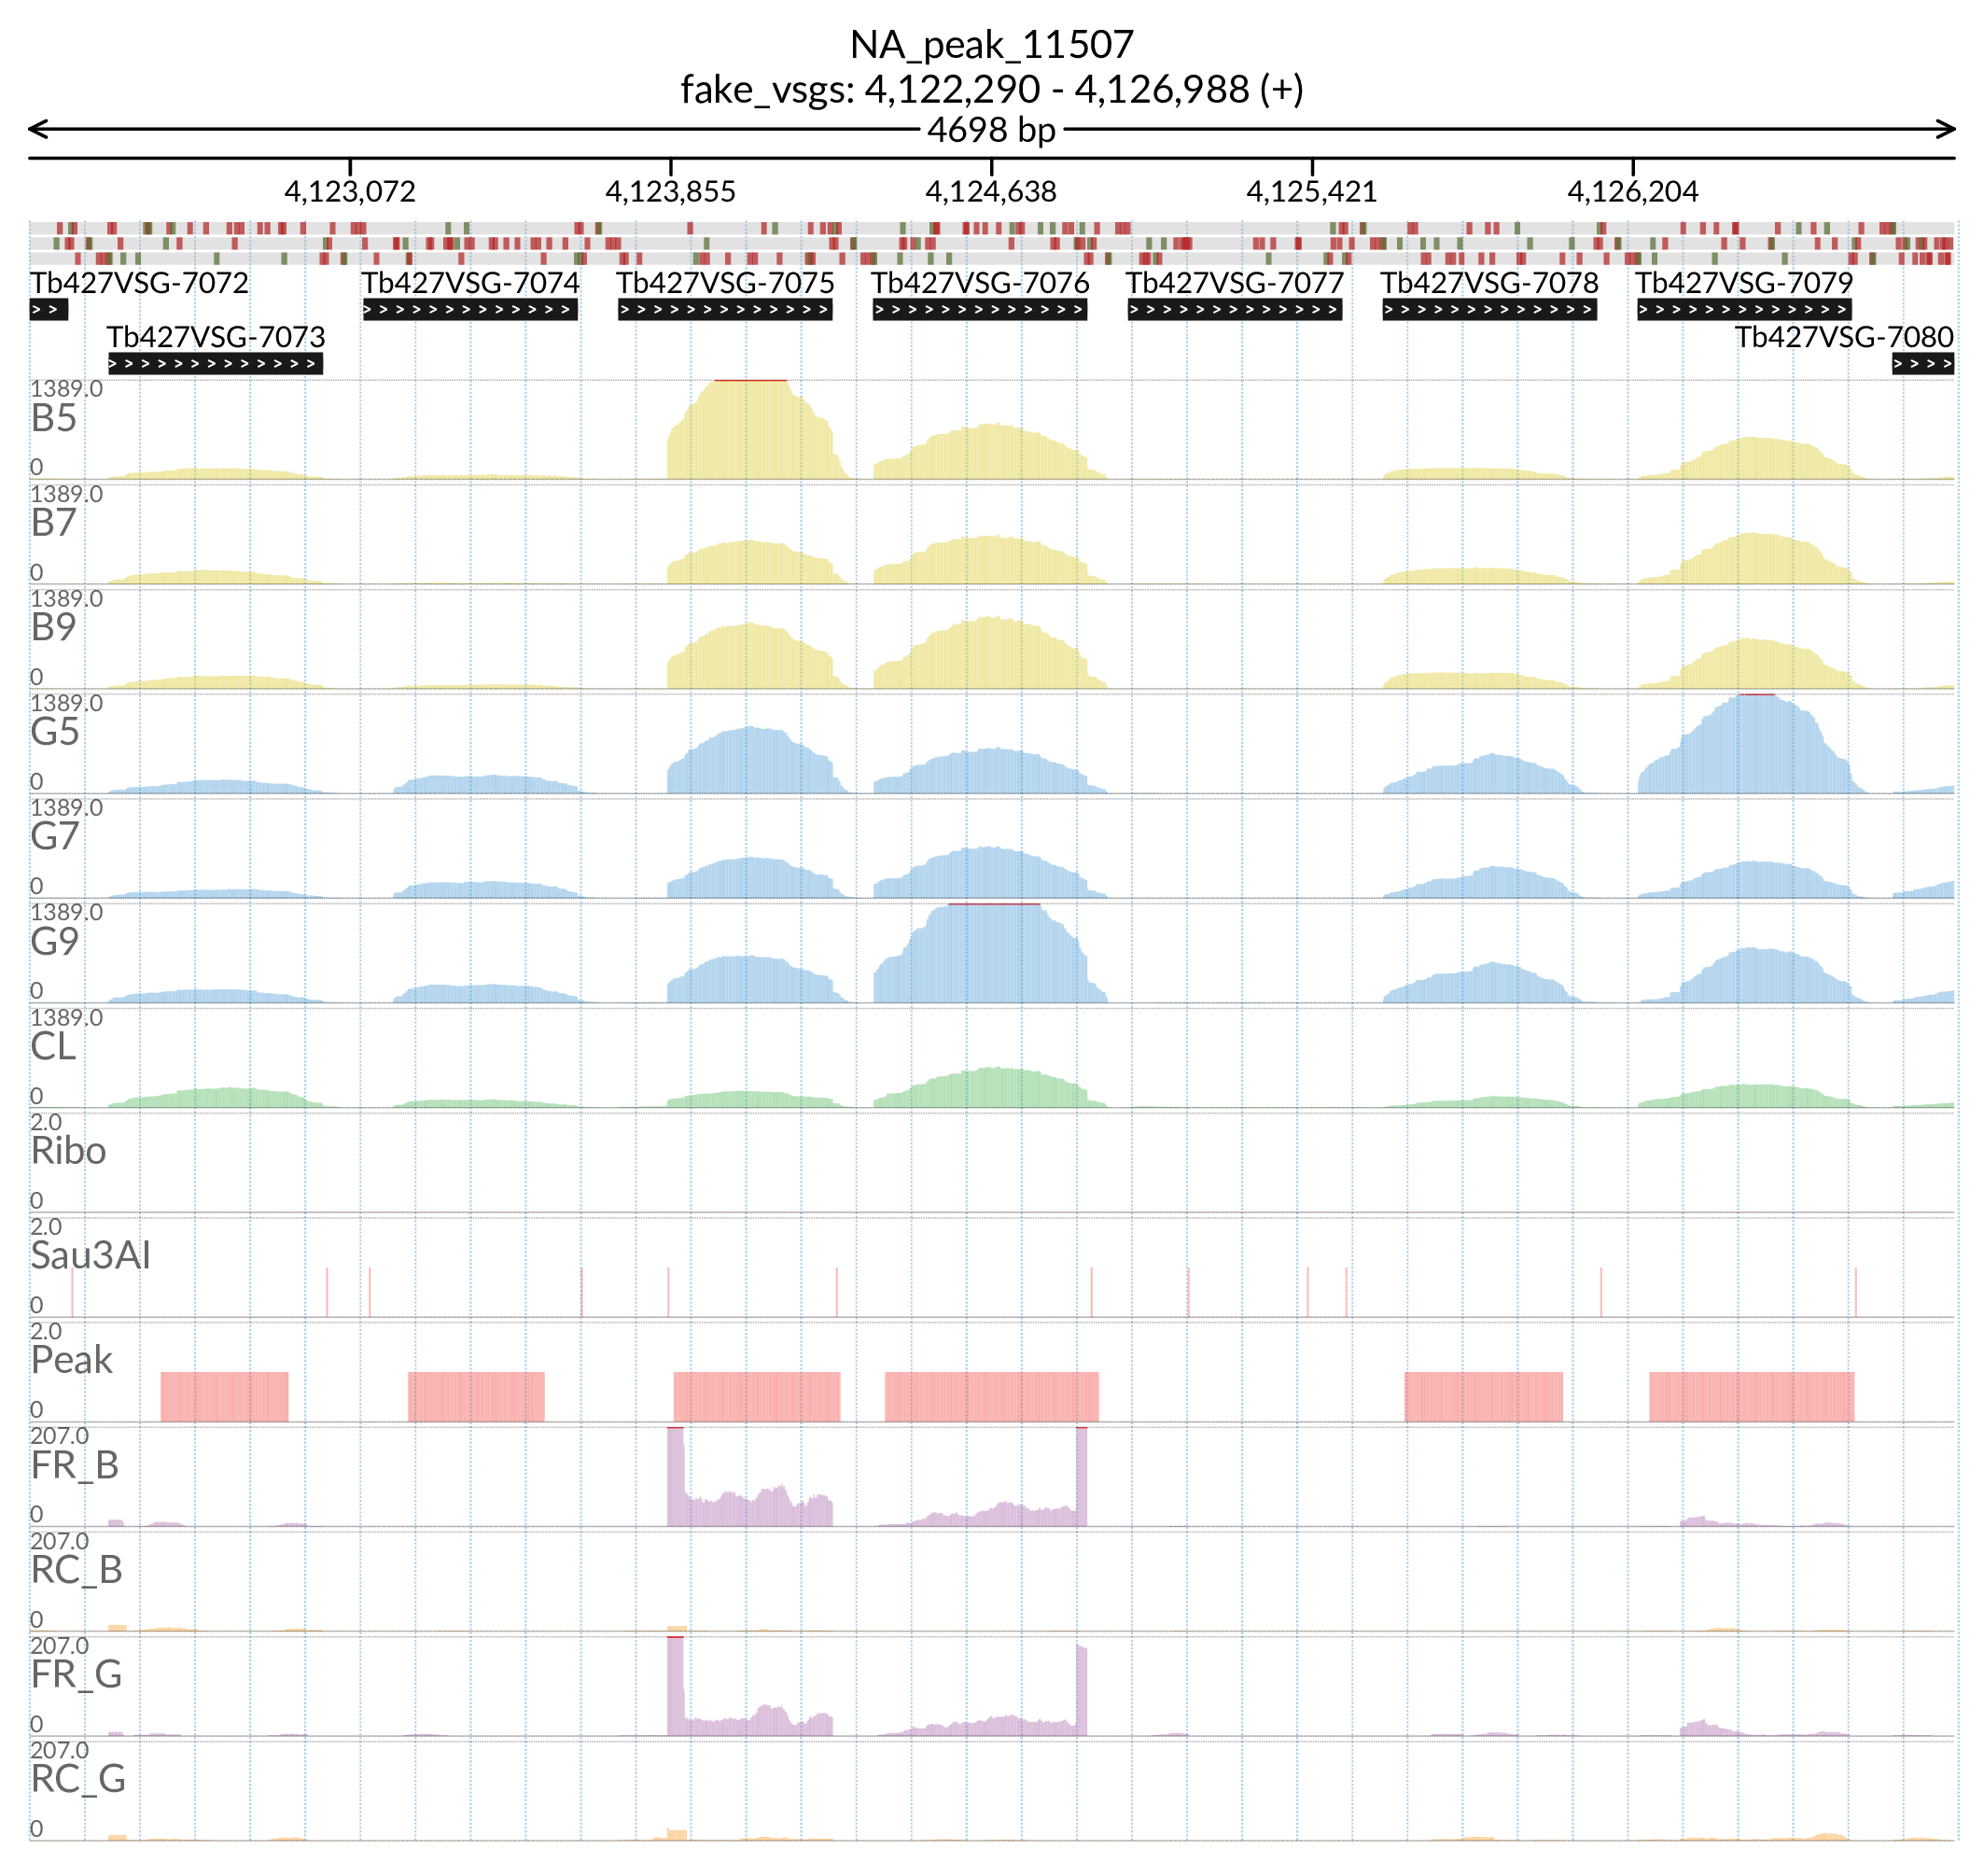 NA_peak_11507
fake_vsgs: 4,122,290 - 4,126,988 (+)
4698 bp
4,123,072 4,123,855 4,124,638 4,125,421 4,126,204
Tb427VSG-7072 Tb427VSG-7074 Tb427VSG-7075 Tb427VSG-7076 Tb427VSG-7077 Tb427VSG-7078 Tb427VSG-7079
Tb427VSG-7073 Tb427VSG-7080
1389.0
B5
0
1389.0
B7
0
1389.0
B9
0
1389.0
G5
0
1389.0
G7
0
1389.0
G9
0
1389.0
CL
0
2.0
Ribo
0
2.0
Sau3AI
0
2.0
Peak
0
207.0
FR_B
0
207.0
RC_B
0
207.0
FR_G
0
207.0
RC_G
0